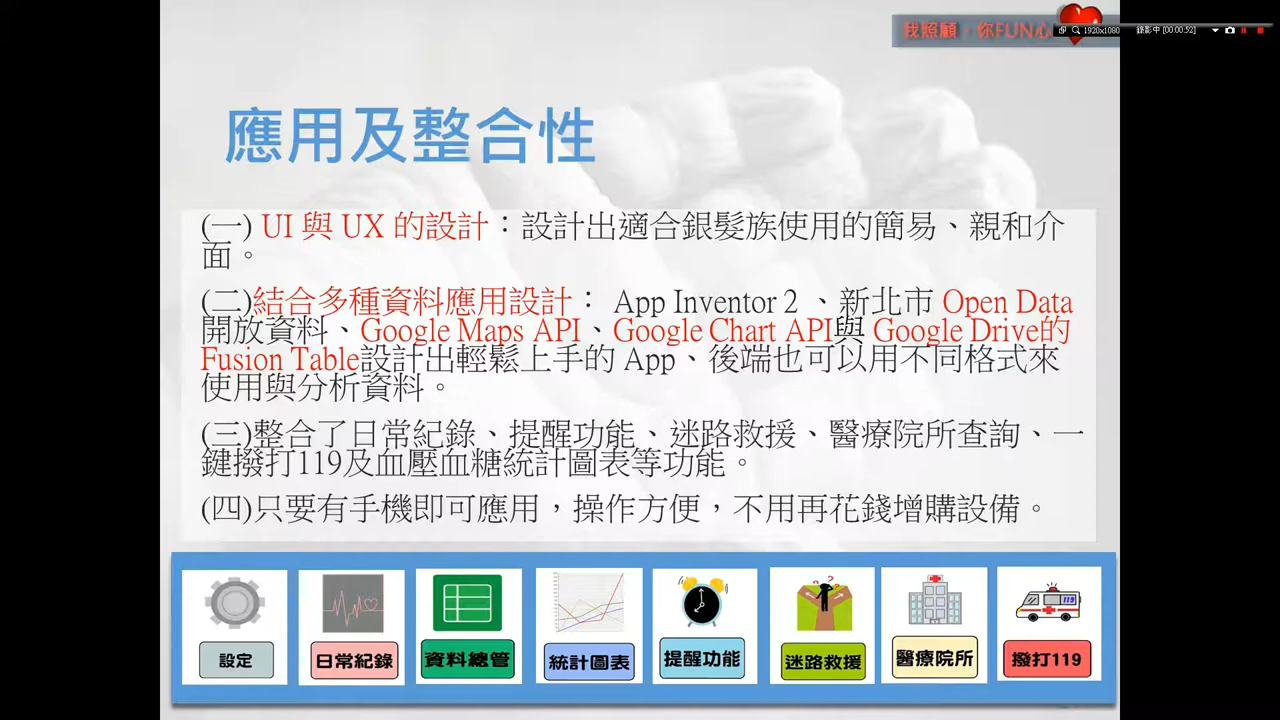 我照顧，你FUN心
1920x1080
錄影中 [00:00:52]
應用及整合性
(一) UI 與 UX 的設計：設計出適合銀髮族使用的簡易、親和介
面。
(二)結合多種資料應用設計： App Inventor 2 、新北市 Open Data
開放資料、Google Maps API、Google Chart API與 Google Drive的
Fusion Table設計出輕鬆上手的 App、後端也可以用不同格式來
使用與分析資料。
(三)整合了日常紀錄、提醒功能、迷路救援、醫療院所查詢、一
鍵撥打119及血壓血糖統計圖表等功能。
(四)只要有手機即可應用，操作方便，不用再花錢增購設備。
119
設定
日常紀錄
資料總管
統計圖表
提醒功能
迷路救援
醫療院所
撥打119